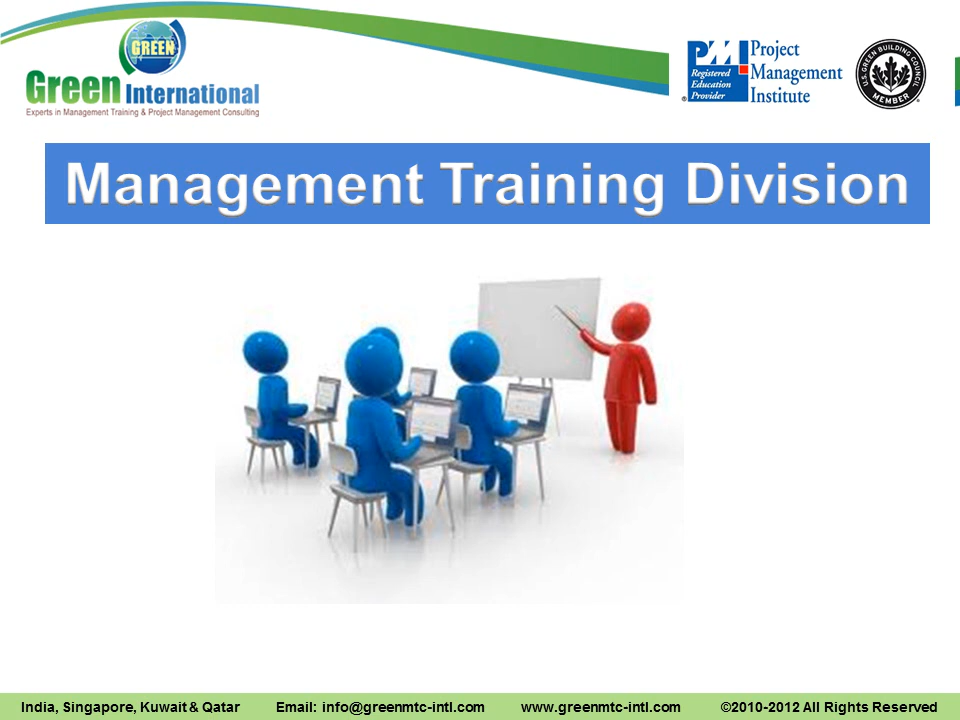 GREEN
Green International
Experts in Management Training & Project Management Consulting
PMI
Registered
Education
Provider
®
Project
Management
Institute
U.S. GREEN BUILDING COUNCIL
MEMBER
®
Management Training Division
India, Singapore, Kuwait & Qatar Email: info@greenmtc-intl.com www.greenmtc-intl.com ©2010-2012 All Rights Reserved